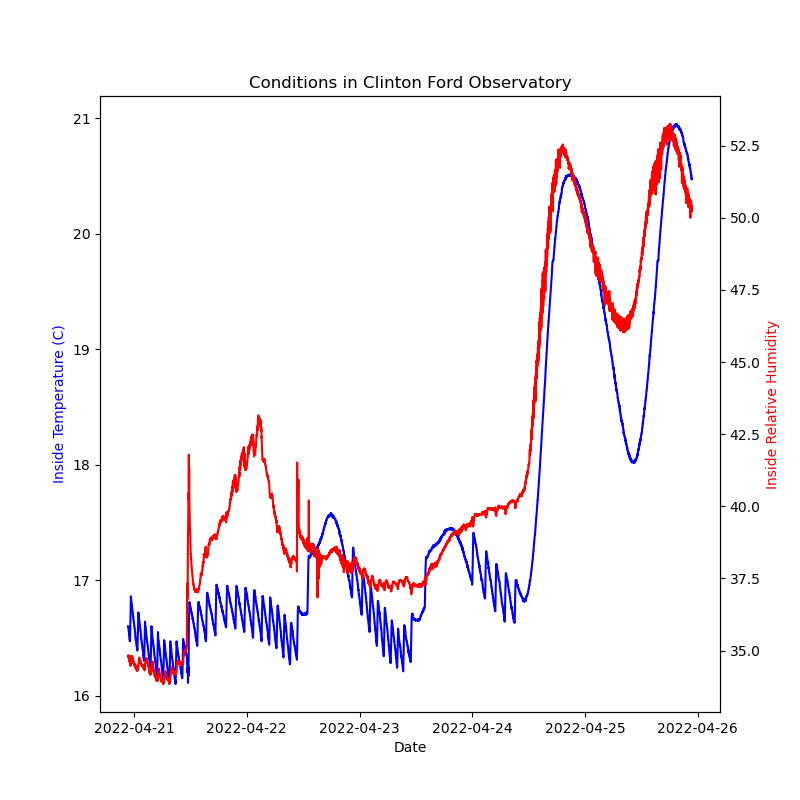 Conditions in Clinton Ford Observatory
21
20
19
18
17
16
Inside Temperature (C)
52.5
50.0
47.5
45.0
42.5
40.0
37.5
35.0
Inside Relative Humidity
2022-04-21 2022-04-22 2022-04-23 2022-04-24 2022-04-25 2022-04-26
Date